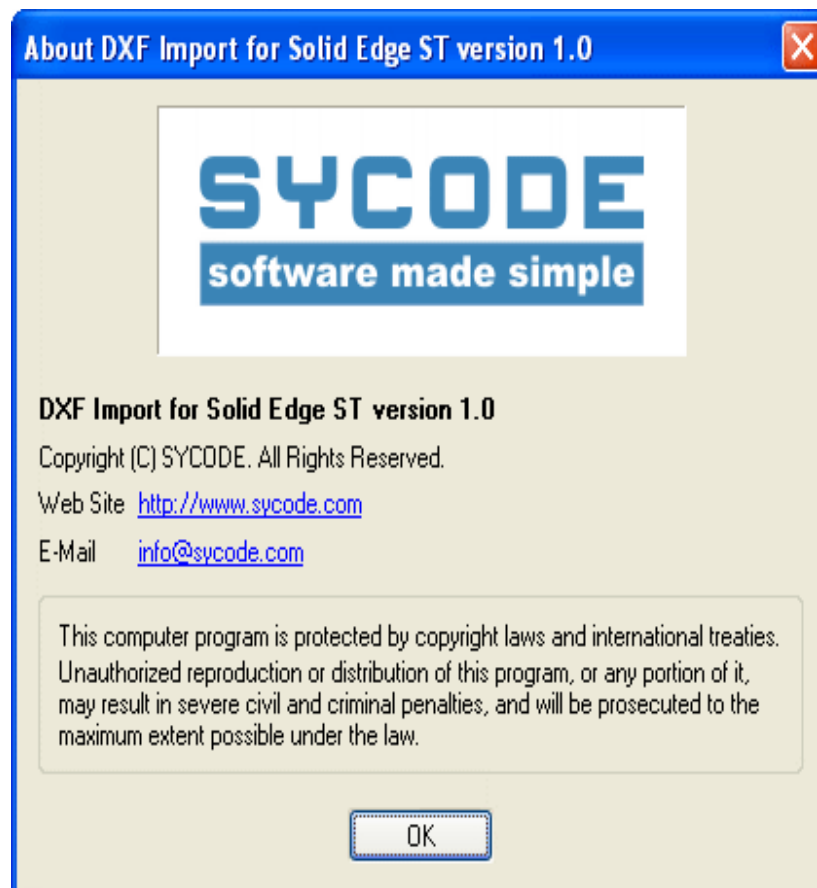 About DXF Import for Solid Edge ST version 1.0
SYCODE
software made simple
DXF Import for Solid Edge ST version 1.0
Copyright (C) SYCODE. All Rights Reserved.
Web Site http://www.sycode.com
E-Mail info@sycode.com
This computer program is protected by copyright laws and international treaties.
Unauthorized reproduction or distribution of this program, or any portion of it,
may result in severe civil and criminal penalties, and will be prosecuted to the
maximum extent possible under the law.
OK